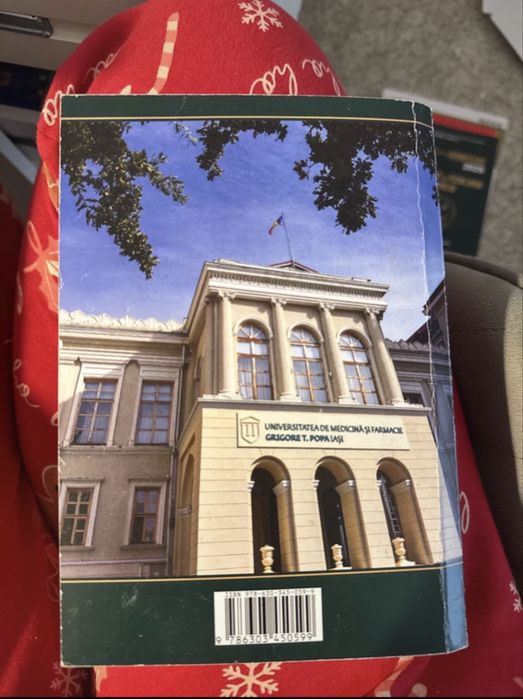 UNIVERSITATEA DE MEDICINĂ ȘI FARMACIE
GRIGORE T. POPA IAȘI
ISBN 978-630-345-059-9
9 786303 450599